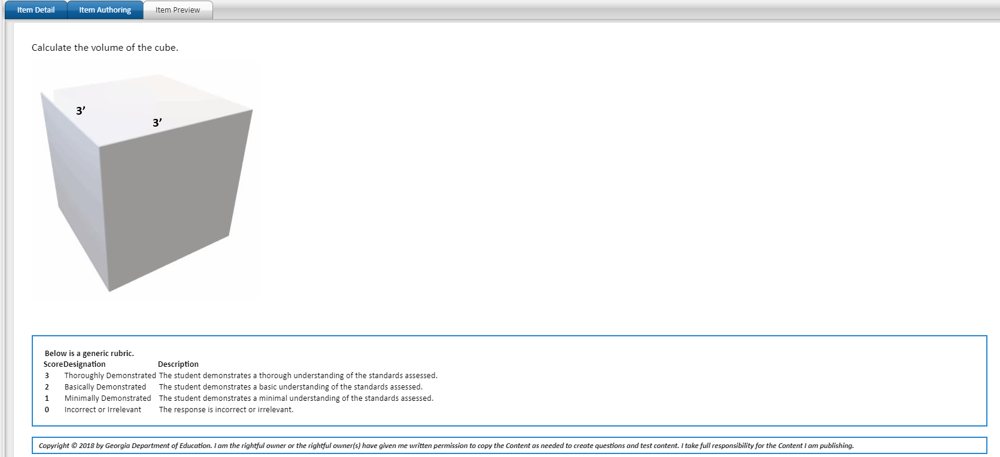 Item Detail Item Authoring Item Preview
Calculate the volume of the cube.
3′
3′
Below is a generic rubric.
Score Designation Description
3 Thoroughly Demonstrated The student demonstrates a thorough understanding of the standards assessed.
2 Basically Demonstrated The student demonstrates a basic understanding of the standards assessed.
1 Minimally Demonstrated The student demonstrates a minimal understanding of the standards assessed.
0 Incorrect or Irrelevant The response is incorrect or irrelevant.
Copyright © 2018 by Georgia Department of Education. I am the rightful owner or the rightful owner(s) have given me written permission to copy the Content as needed to create questions and test content. I take full responsibility for the Content I am publishing.